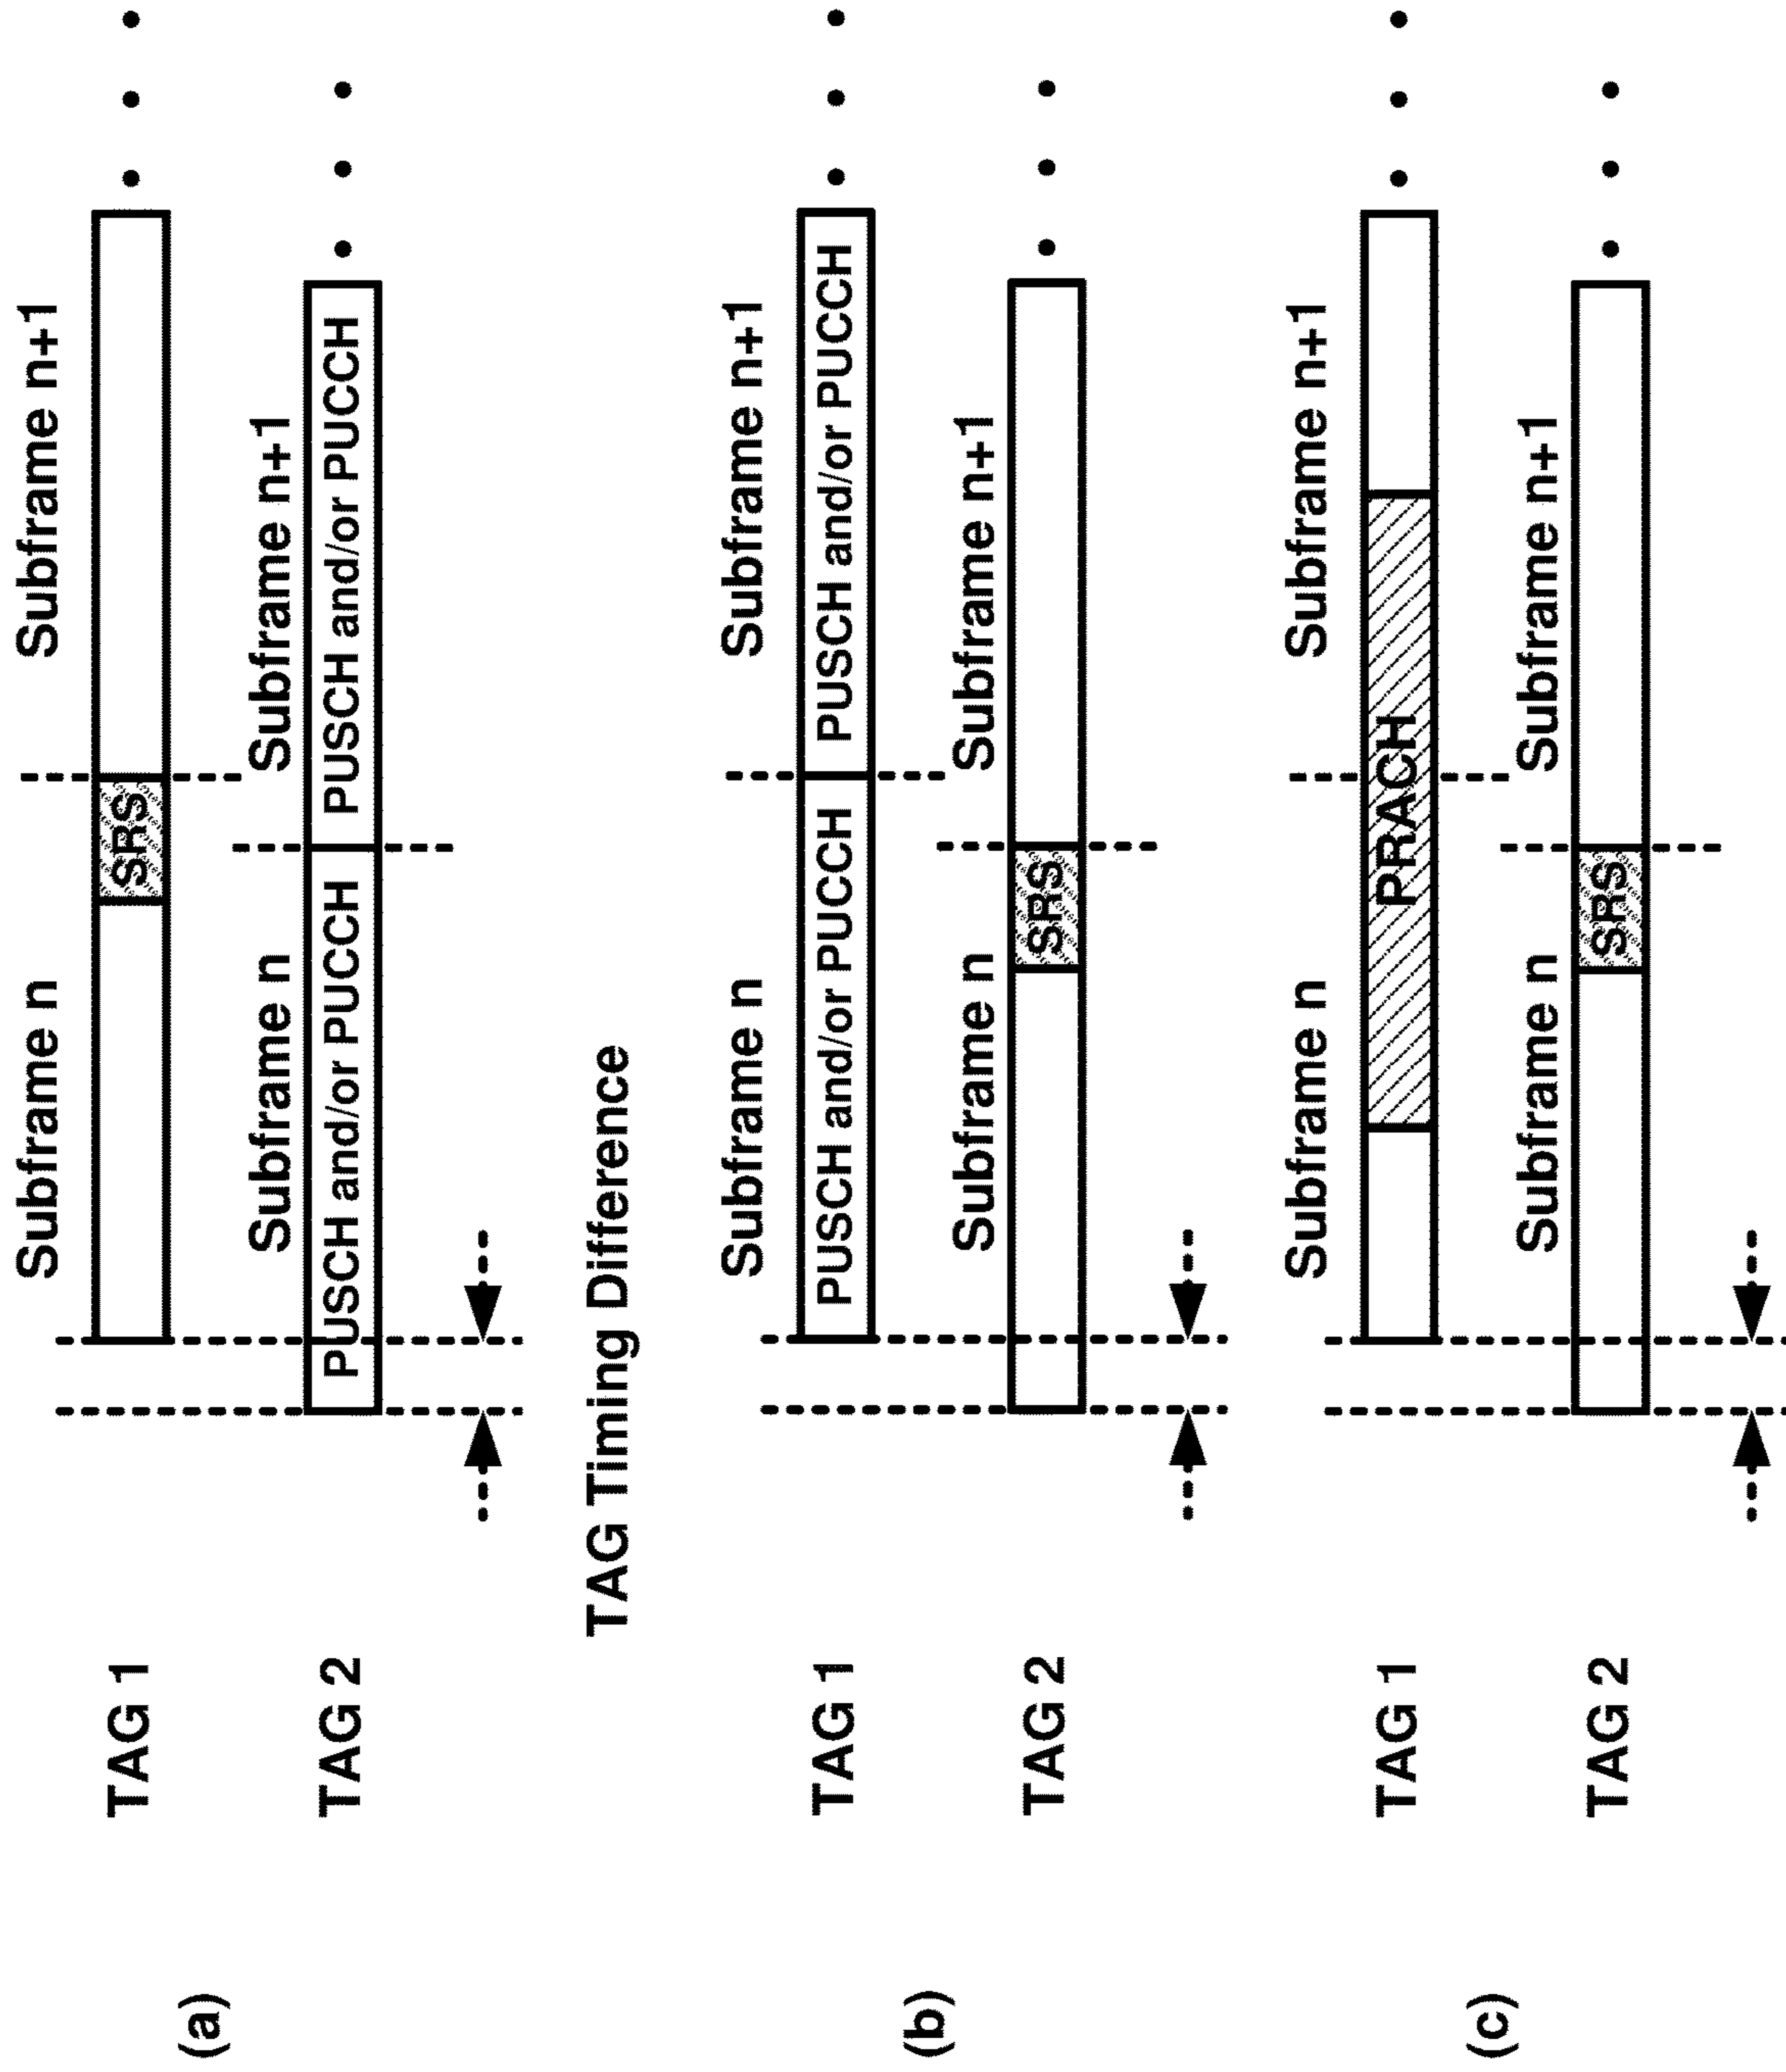 (a)
Subframe n
Subframe n+1
TAG 1
SRS
Subframe n
Subframe n+1
TAG 2
PUSCH and/or PUCCH
PUSCH and/or PUCCH
TAG Timing Difference
(b)
Subframe n
Subframe n+1
TAG 1
PUSCH and/or PUCCH
PUSCH and/or PUCCH
Subframe n
Subframe n+1
TAG 2
SRS
(c)
Subframe n
Subframe n+1
TAG 1
PRACH
Subframe n
Subframe n+1
TAG 2
SRS